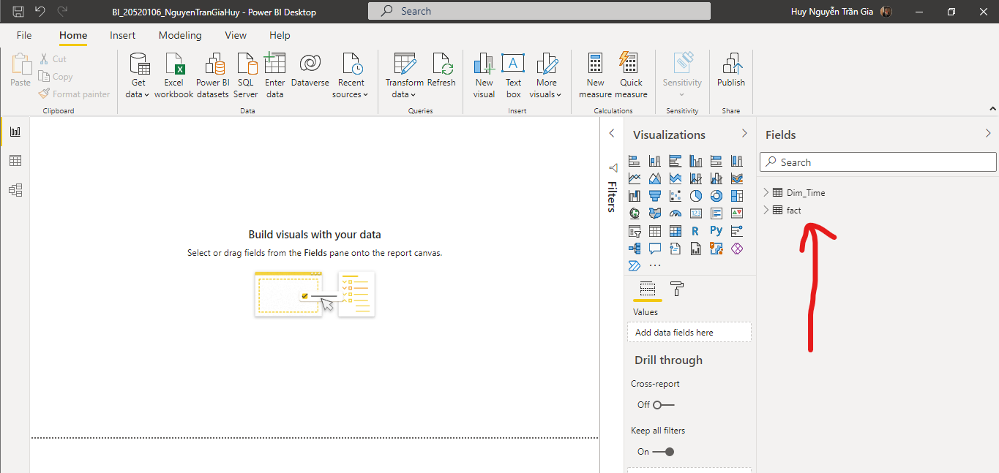 BI_20520106_NguyenTranGiaHuy - Power BI Desktop
Search
Huy Nguyễn Trần Gia
File Home Insert Modeling View Help
Paste
Cut
Copy
Format painter
Clipboard
Get data
Excel workbook
Power BI datasets
SQL Server
Enter data
Dataverse
Recent sources
Data
Transform data
Refresh
Queries
New visual
Text box
More visuals
Insert
New measure
Quick measure
Calculations
Sensitivity
Sensitivity
Publish
Share
Build visuals with your data
Select or drag fields from the Fields pane onto the report canvas.
Filters
Visualizations
123
R
Py
Values
Add data fields here
Drill through
Cross-report
Off
Keep all filters
On
Fields
Search
Dim_Time
fact